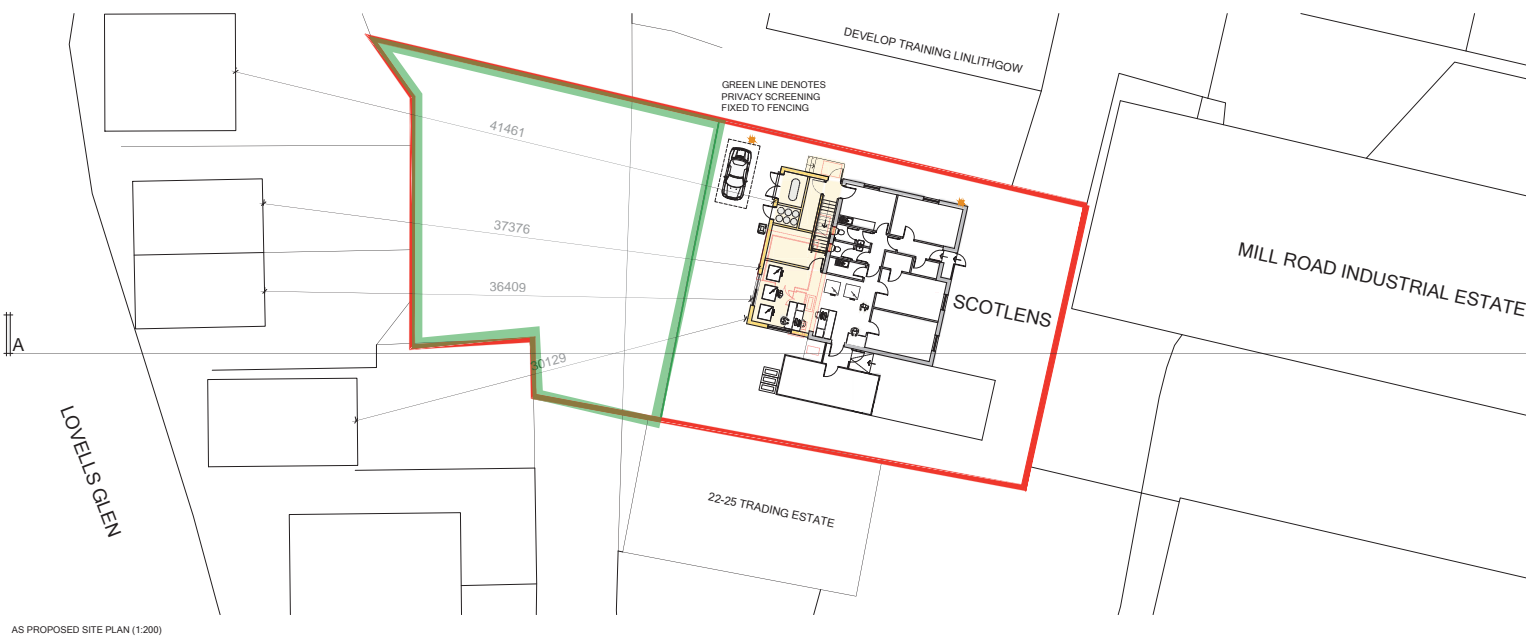 DEVELOP TRAINING LINLITHGOW
GREEN LINE DENOTES
PRIVACY SCREENING
FIXED TO FENCING
41461
37376
36409
30129
SCOTLENS
MILL ROAD INDUSTRIAL ESTATE
A
LOVELLS GLEN
22-25 TRADING ESTATE
AS PROPOSED SITE PLAN (1:200)